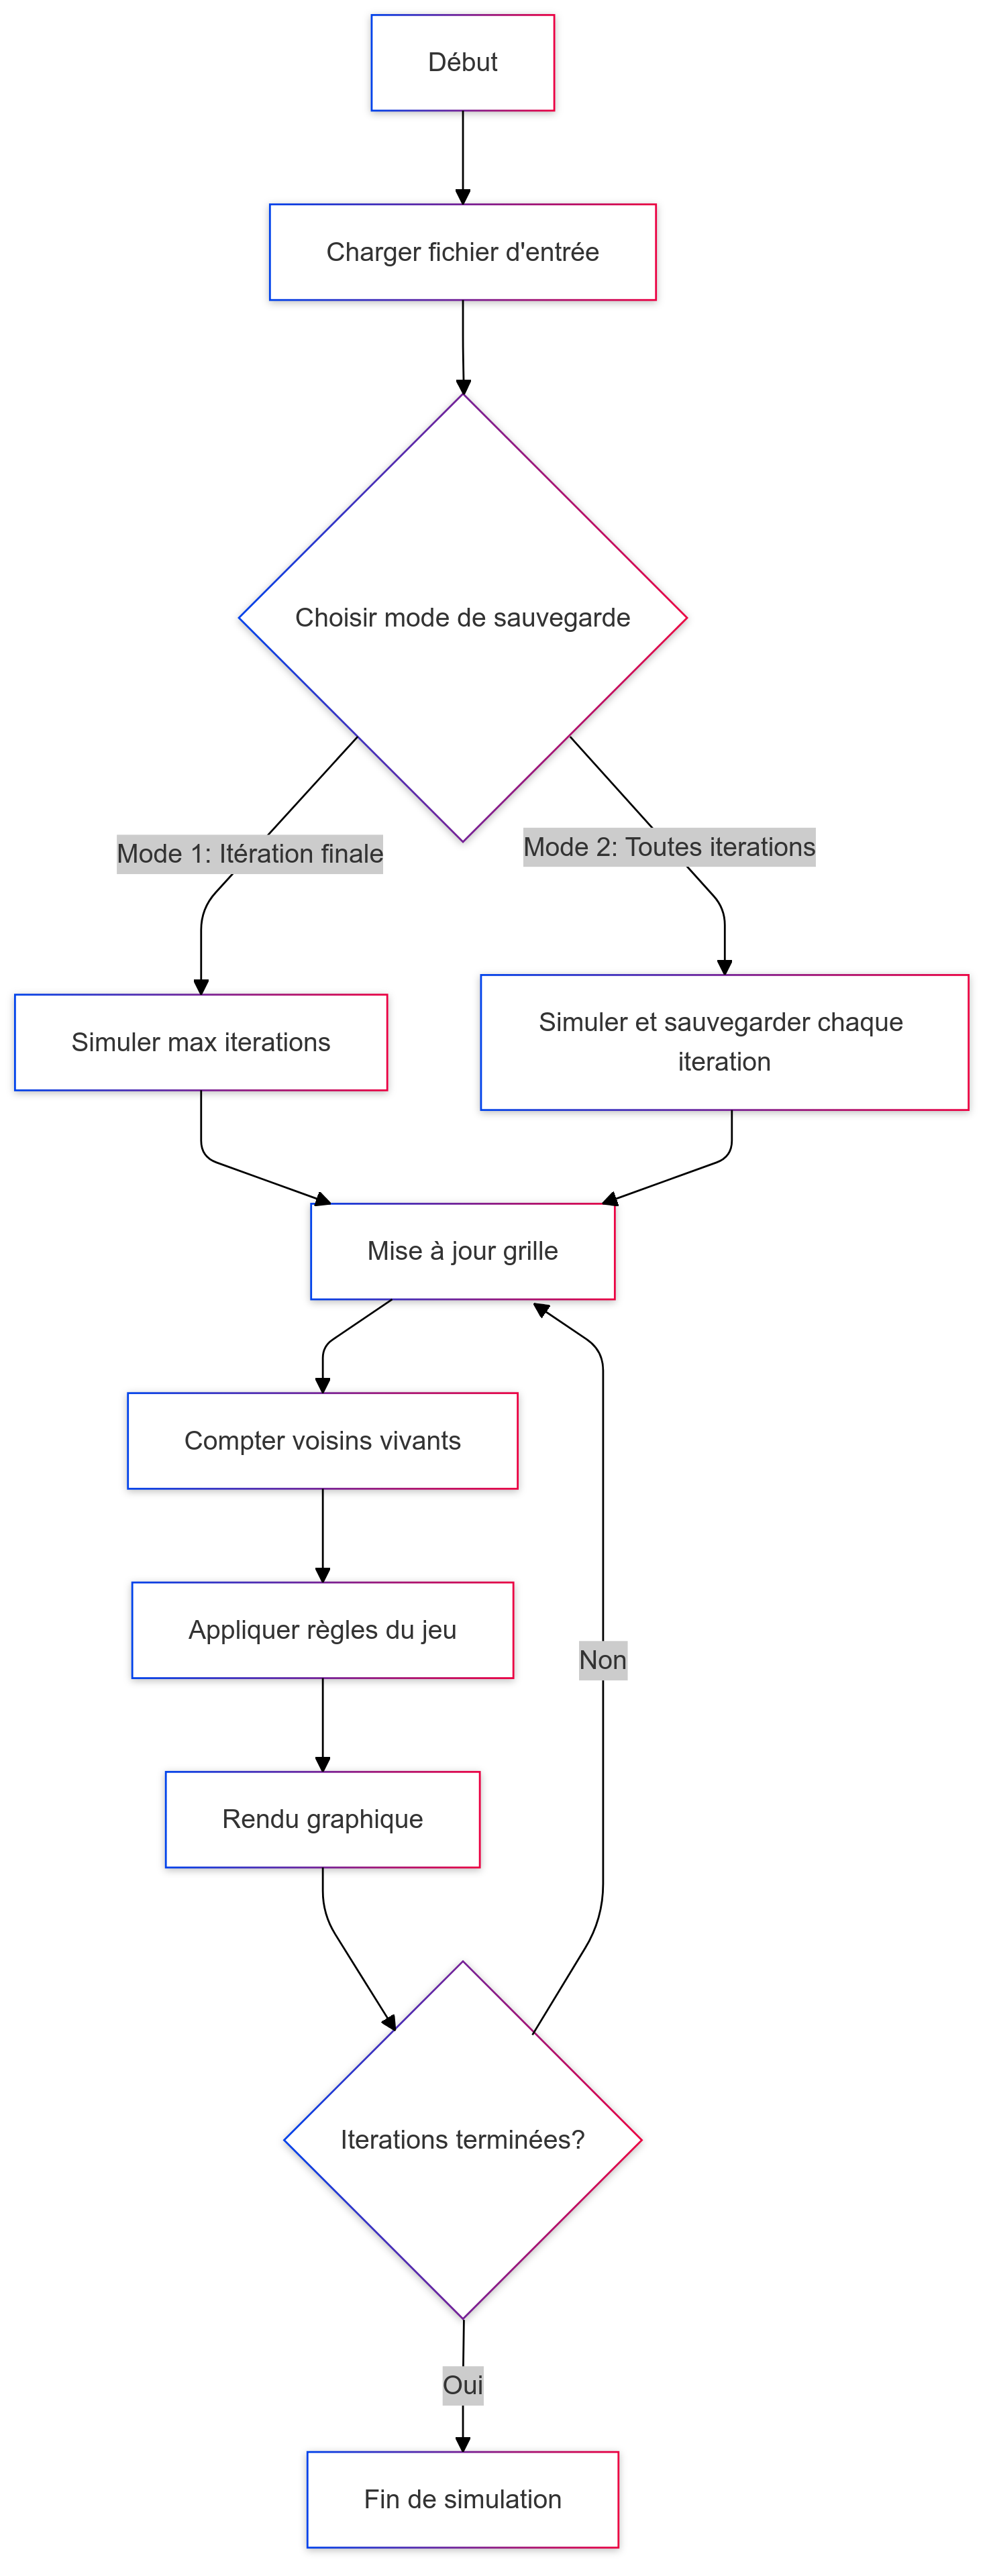 Début
Charger fichier d'entrée
Choisir mode de sauvegarde
Mode 1: Itération finale
Mode 2: Toutes iterations
Simuler max iterations
Simuler et sauvegarder chaque
iteration
Mise à jour grille
Compter voisins vivants
Appliquer règles du jeu
Non
Rendu graphique
Iterations terminées?
Oui
Fin de simulation